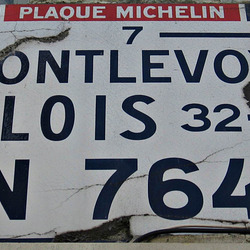 PLAQUE MICHELIN
7
ONTLEVO
LOIS 32-
N 764